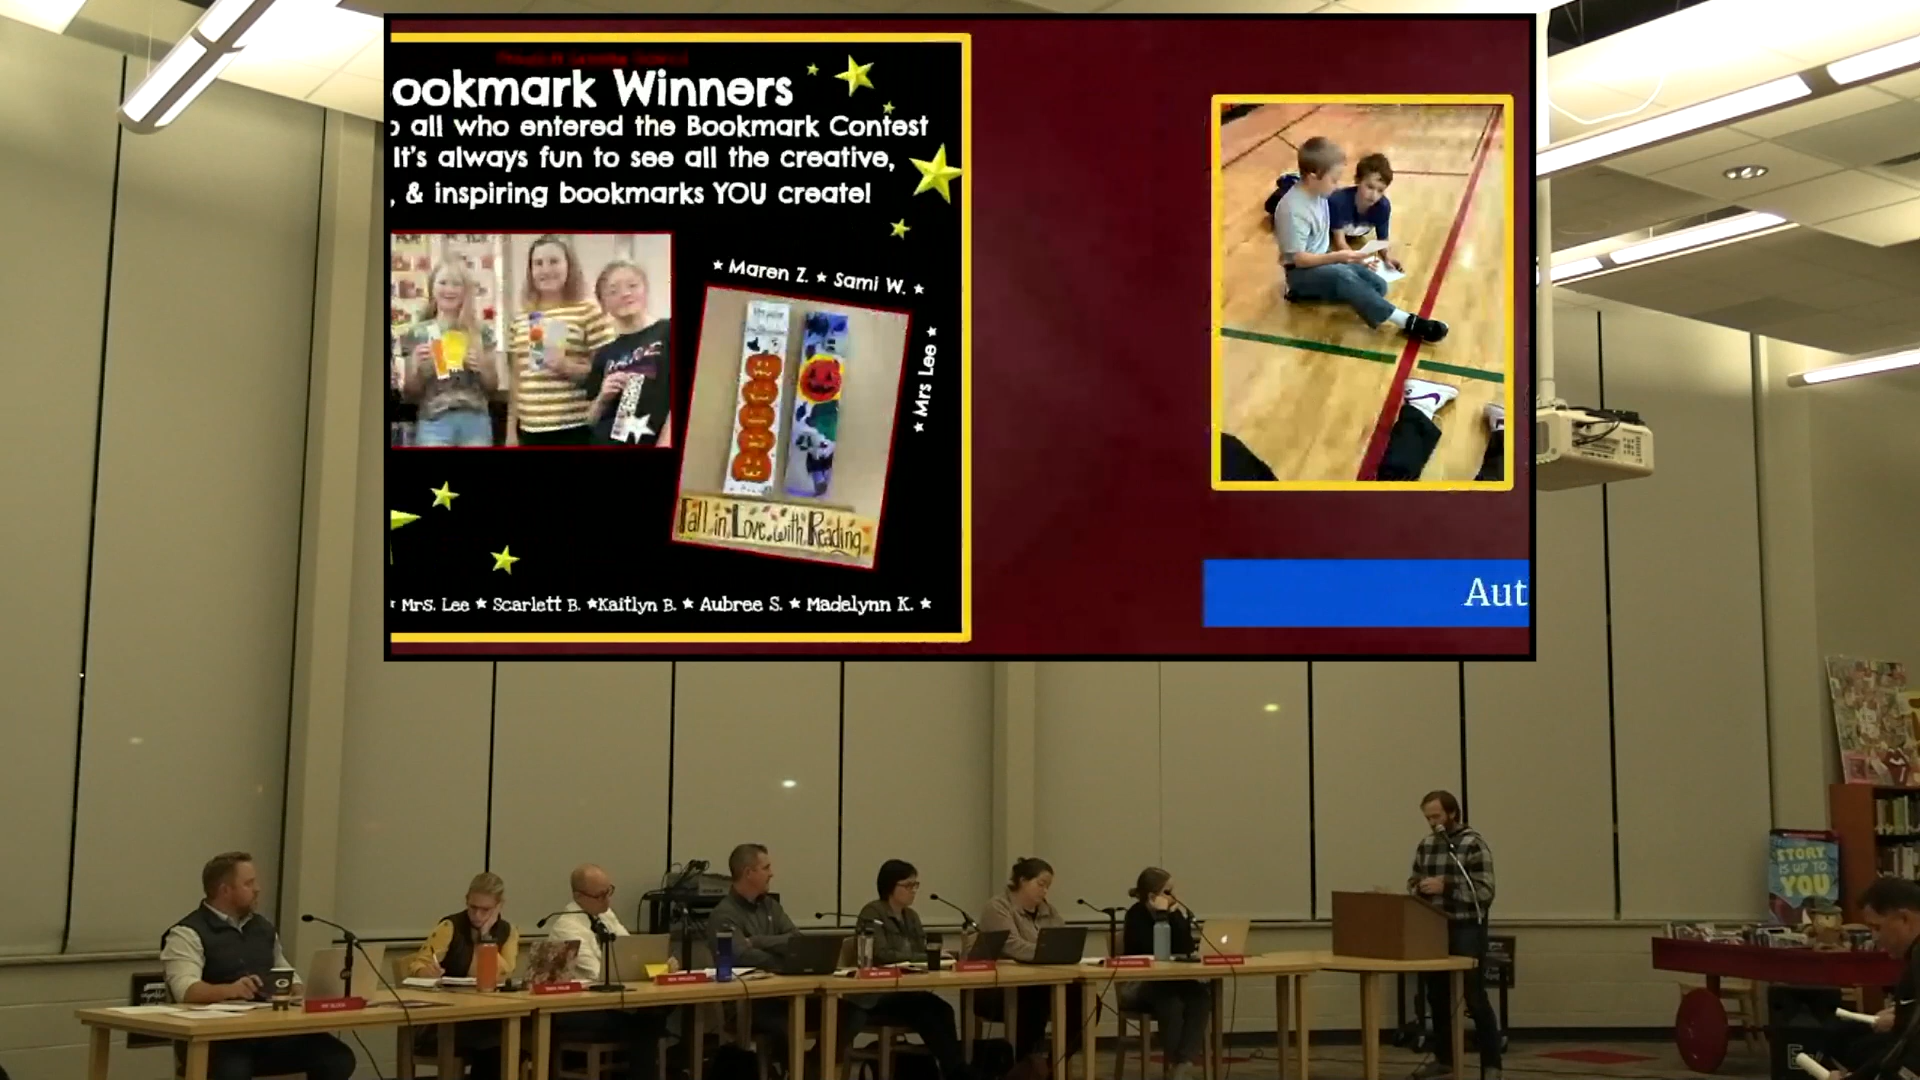 ookmark Winners
o all who entered the Bookmark Contest
It's always fun to see all the creative,
, & inspiring bookmarks YOU create!
★ Maren Z. ★ Sami W. ★
★ Mrs Lee ★
Fall in Love with Reading
★ Mrs. Lee ★ Scarlett B. ★Kaitlyn B. ★ Aubree S. ★ Madelynn K. ★
Aut
STORY
IS UP TO
YOU